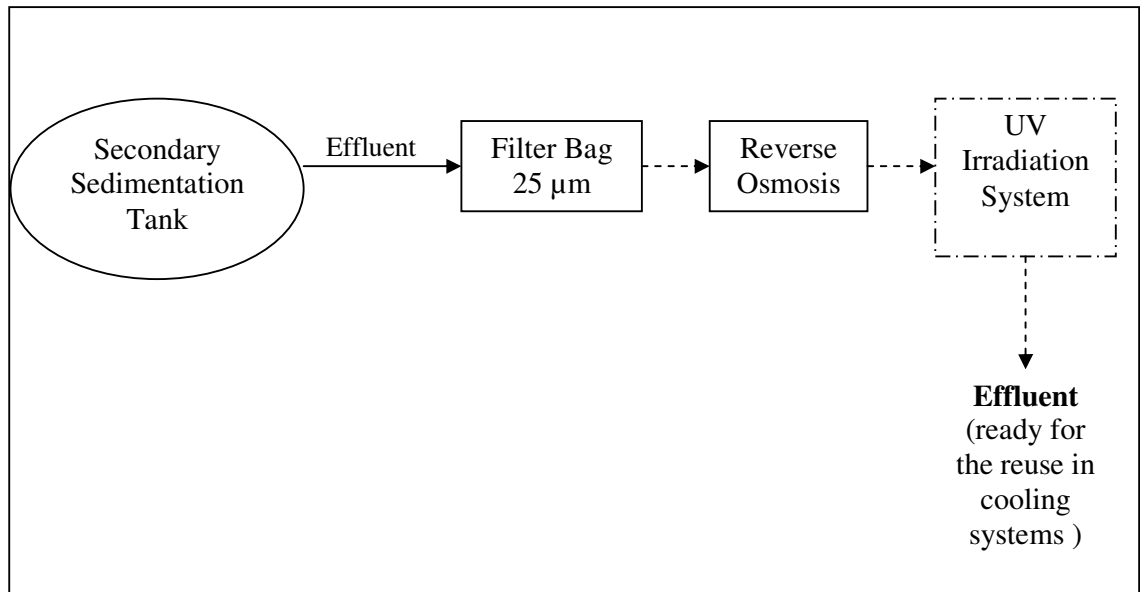 Secondary
Sedimentation
Tank
Effluent
Filter Bag
25 µm
Reverse
Osmosis
UV
Irradiation
System
Effluent
(ready for
the reuse in
cooling
systems )